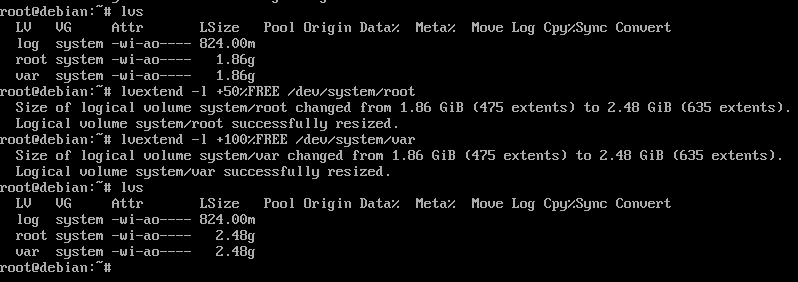 root@debian:~# lvs
  LV   VG     Attr       LSize   Pool Origin Data%  Meta%  Move Log Cpy%Sync Convert
  log  system -wi-ao---- 824.00m
  root system -wi-ao----   1.86g
  var  system -wi-ao----   1.86g
root@debian:~# lvextend -l +50%FREE /dev/system/root
  Size of logical volume system/root changed from 1.86 GiB (475 extents) to 2.48 GiB (635 extents).
  Logical volume system/root successfully resized.
root@debian:~# lvextend -l +100%FREE /dev/system/var
  Size of logical volume system/var changed from 1.86 GiB (475 extents) to 2.48 GiB (635 extents).
  Logical volume system/var successfully resized.
root@debian:~# lvs
  LV   VG     Attr       LSize   Pool Origin Data%  Meta%  Move Log Cpy%Sync Convert
  log  system -wi-ao---- 824.00m
  root system -wi-ao----   2.48g
  var  system -wi-ao----   2.48g
root@debian:~#